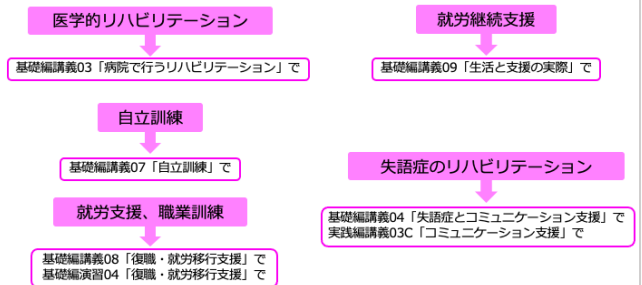 医学的リハビリテーション
基礎編講義03「病院で行うリハビリテーション」で
自立訓練
基礎編講義07「自立訓練」で
就労支援、職業訓練
基礎編講義08「復職・就労移行支援」で
基礎編演習04「復職・就労移行支援」で
就労継続支援
基礎編講義09「生活と支援の実際」で
失語症のリハビリテーション
基礎編講義04「失語症とコミュニケーション支援」で
実践編講義03C「コミュニケーション支援」で